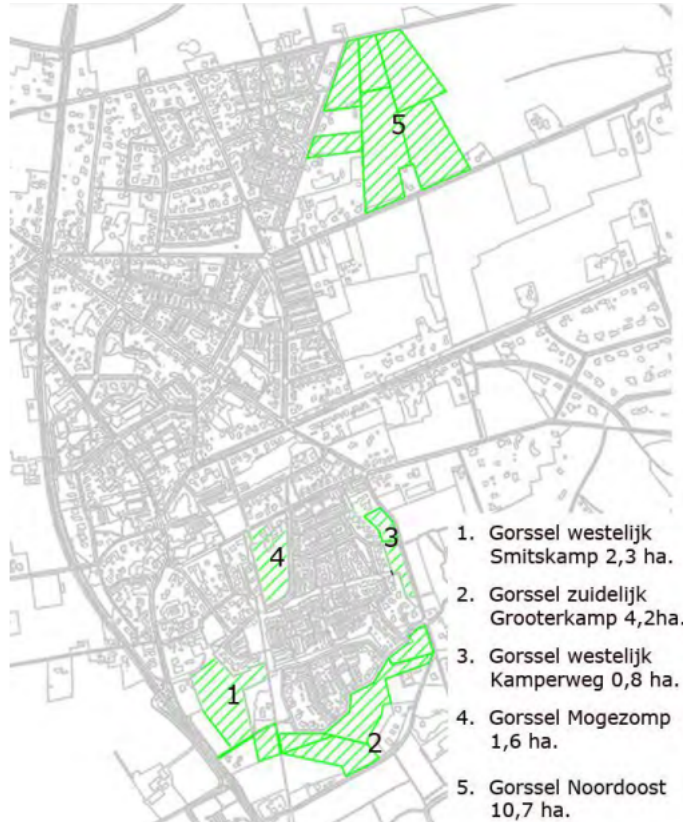 5
3
4
1
2
1. Gorssel westelijk
Smitskamp 2,3 ha.
2. Gorssel zuidelijk
Grooterkamp 4,2ha.
3. Gorssel westelijk
Kamperweg 0,8 ha.
4. Gorssel Mogezomp
1,6 ha.
5. Gorssel Noordoost
10,7 ha.